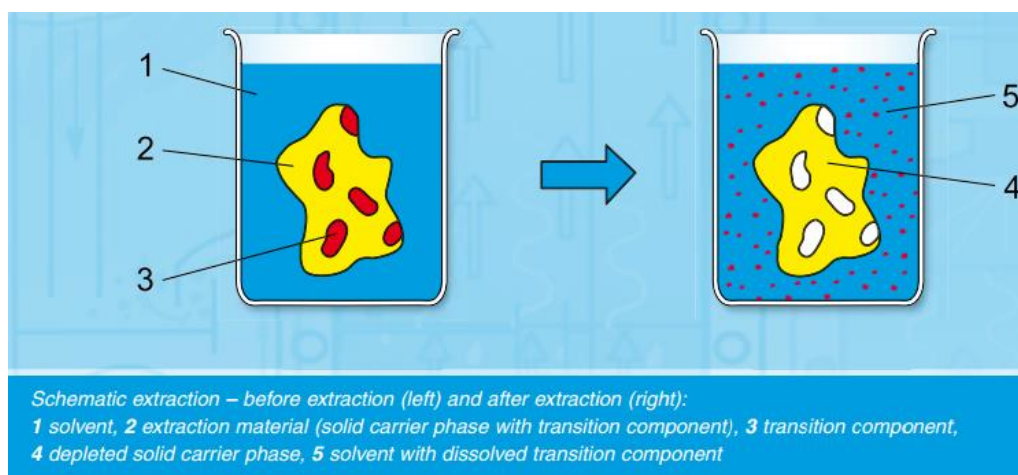 1
2
3
5
4
Schematic extraction – before extraction (left) and after extraction (right):
1 solvent, 2 extraction material (solid carrier phase with transition component), 3 transition component,
4 depleted solid carrier phase, 5 solvent with dissolved transition component